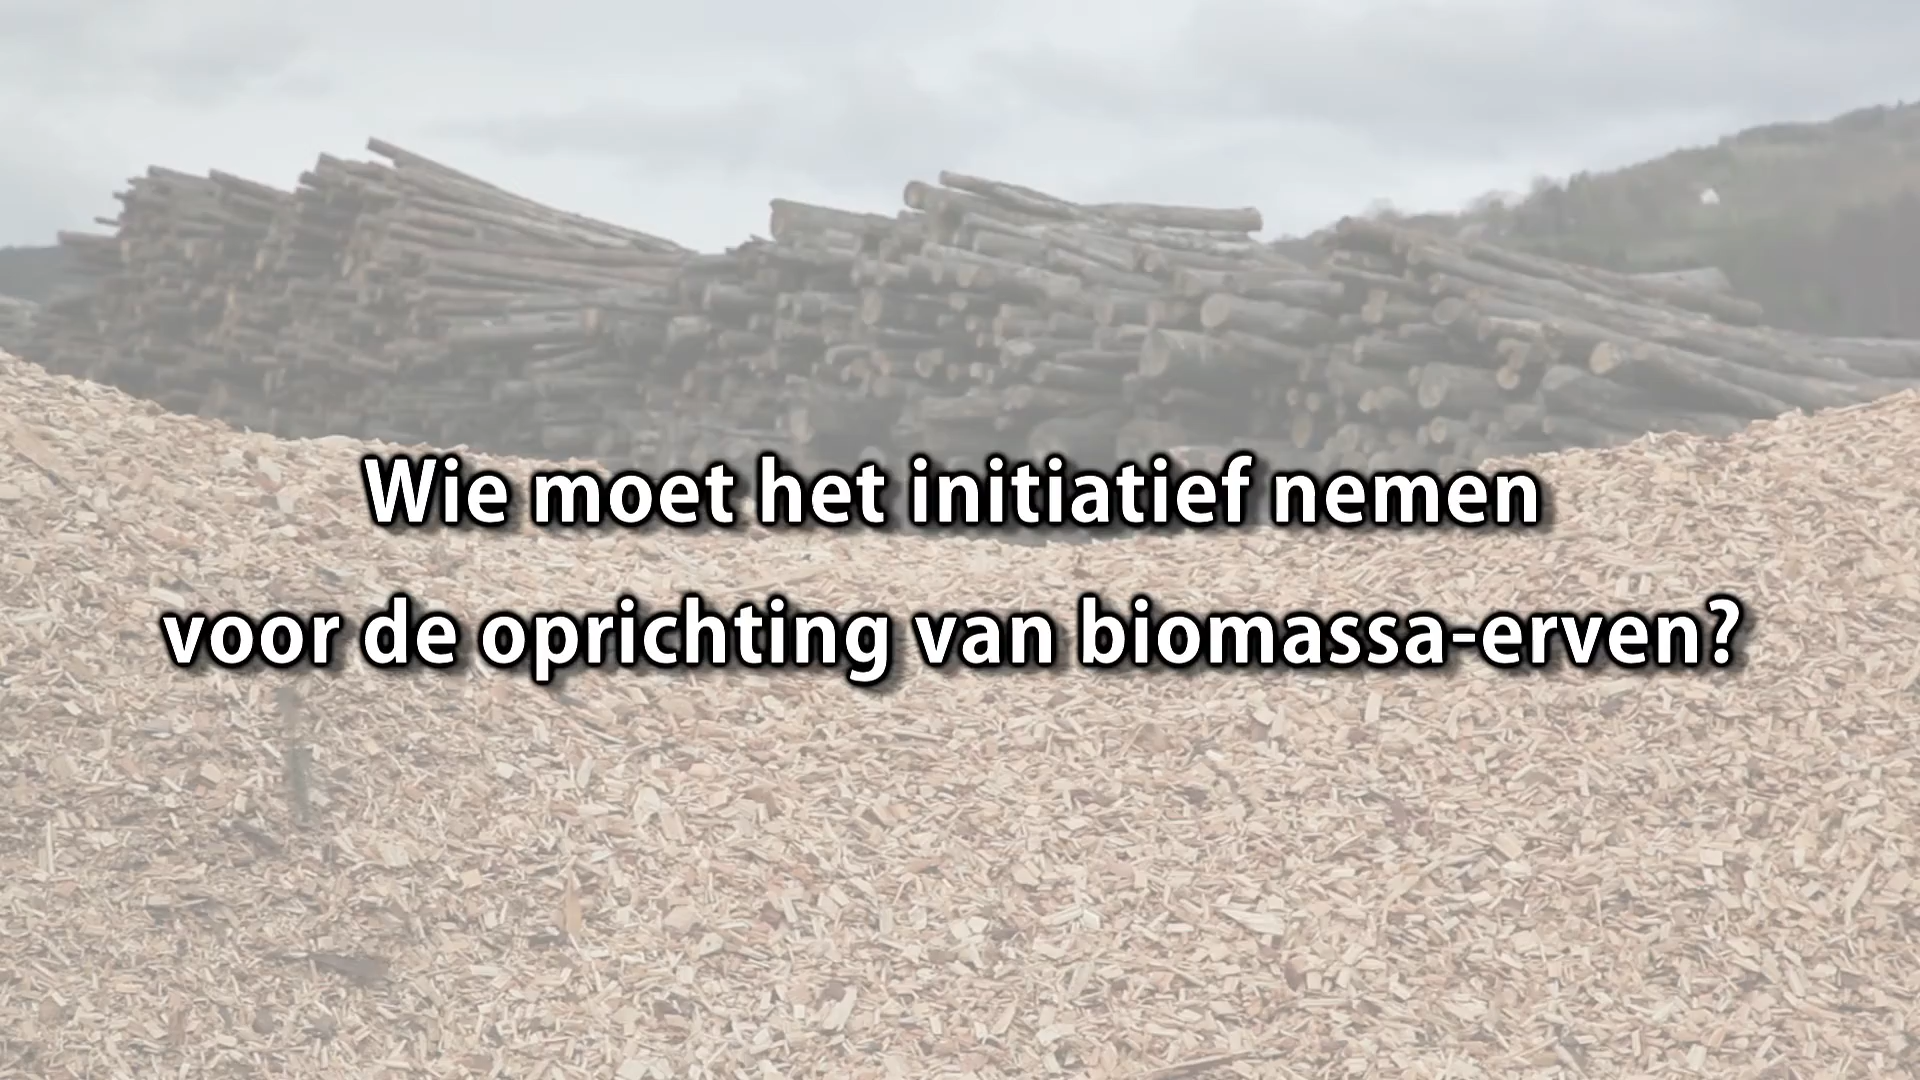 Wie moet het initiatief nemen
voor de oprichting van biomassa-erven?